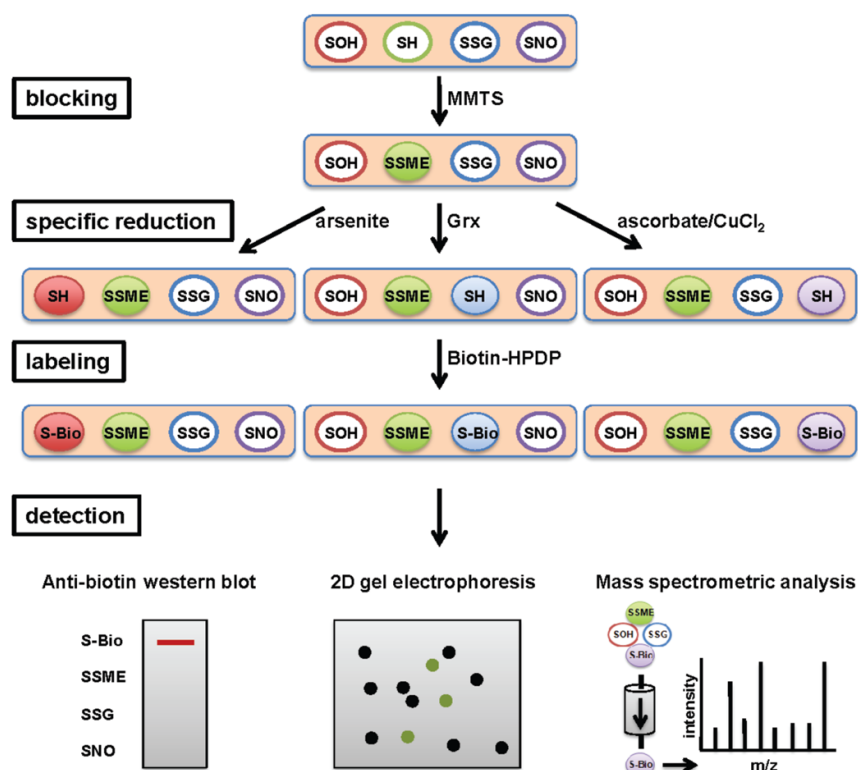 SOH SH SSG SNO
blocking
MMTS
SOH SSME SSG SNO
specific reduction
arsenite Grx ascorbate/CuCl₂
SH SSME SSG SNO SOH SSME SH SNO SOH SSME SSG SH
labeling
Biotin-HPDP
S-Bio SSME SSG SNO SOH SSME S-Bio SNO SOH SSME SSG S-Bio
detection
Anti-biotin western blot
S-Bio
SSME
SSG
SNO
2D gel electrophoresis
Mass spectrometric analysis
SSME
SOH SSG
S-Bio
S-Bio
intensity
m/z